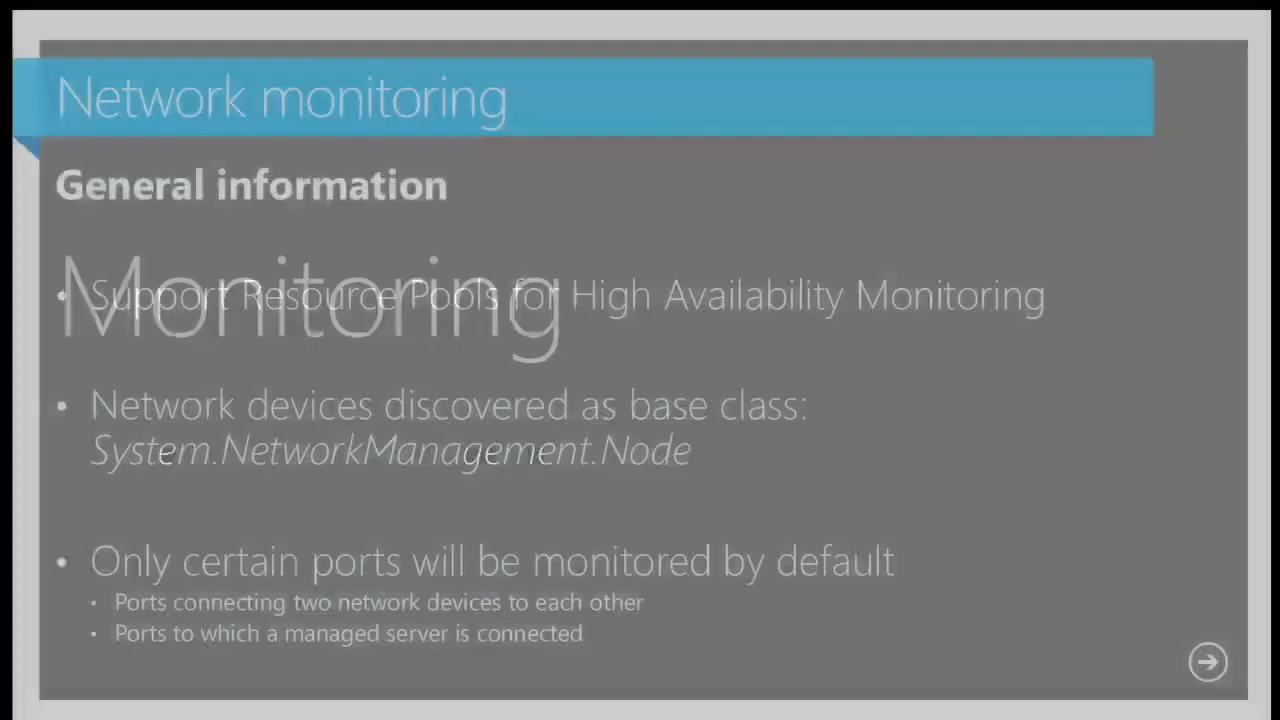 Network monitoring
General information
Monitoring
• Support Resource Pools for High Availability Monitoring
• Network devices discovered as base class:
System.NetworkManagement.Node
• Only certain ports will be monitored by default
• Ports connecting two network devices to each other
• Ports to which a managed server is connected